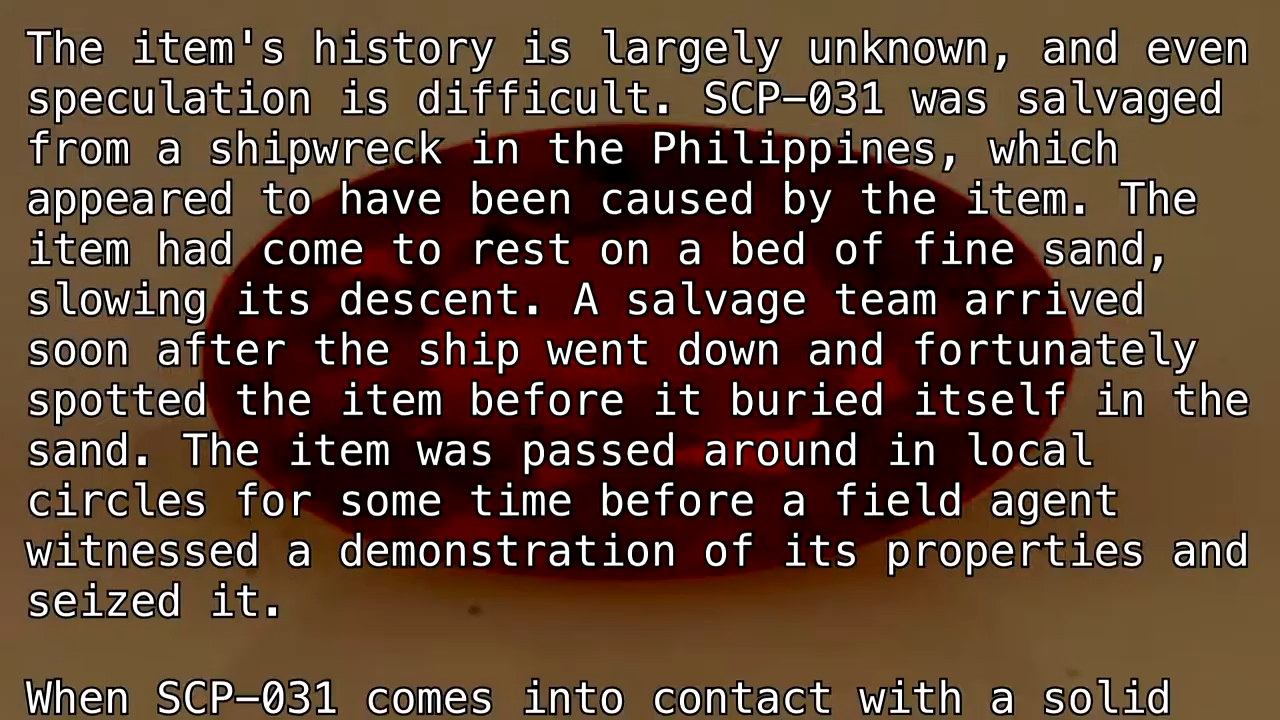 The item's history is largely unknown, and even
speculation is difficult. SCP–031 was salvaged
from a shipwreck in the Philippines, which
appeared to have been caused by the item. The
item had come to rest on a bed of fine sand,
slowing its descent. A salvage team arrived
soon after the ship went down and fortunately
spotted the item before it buried itself in the
sand. The item was passed around in local
circles for some time before a field agent
witnessed a demonstration of its properties and
seized it.
When SCP–031 comes into contact with a solid